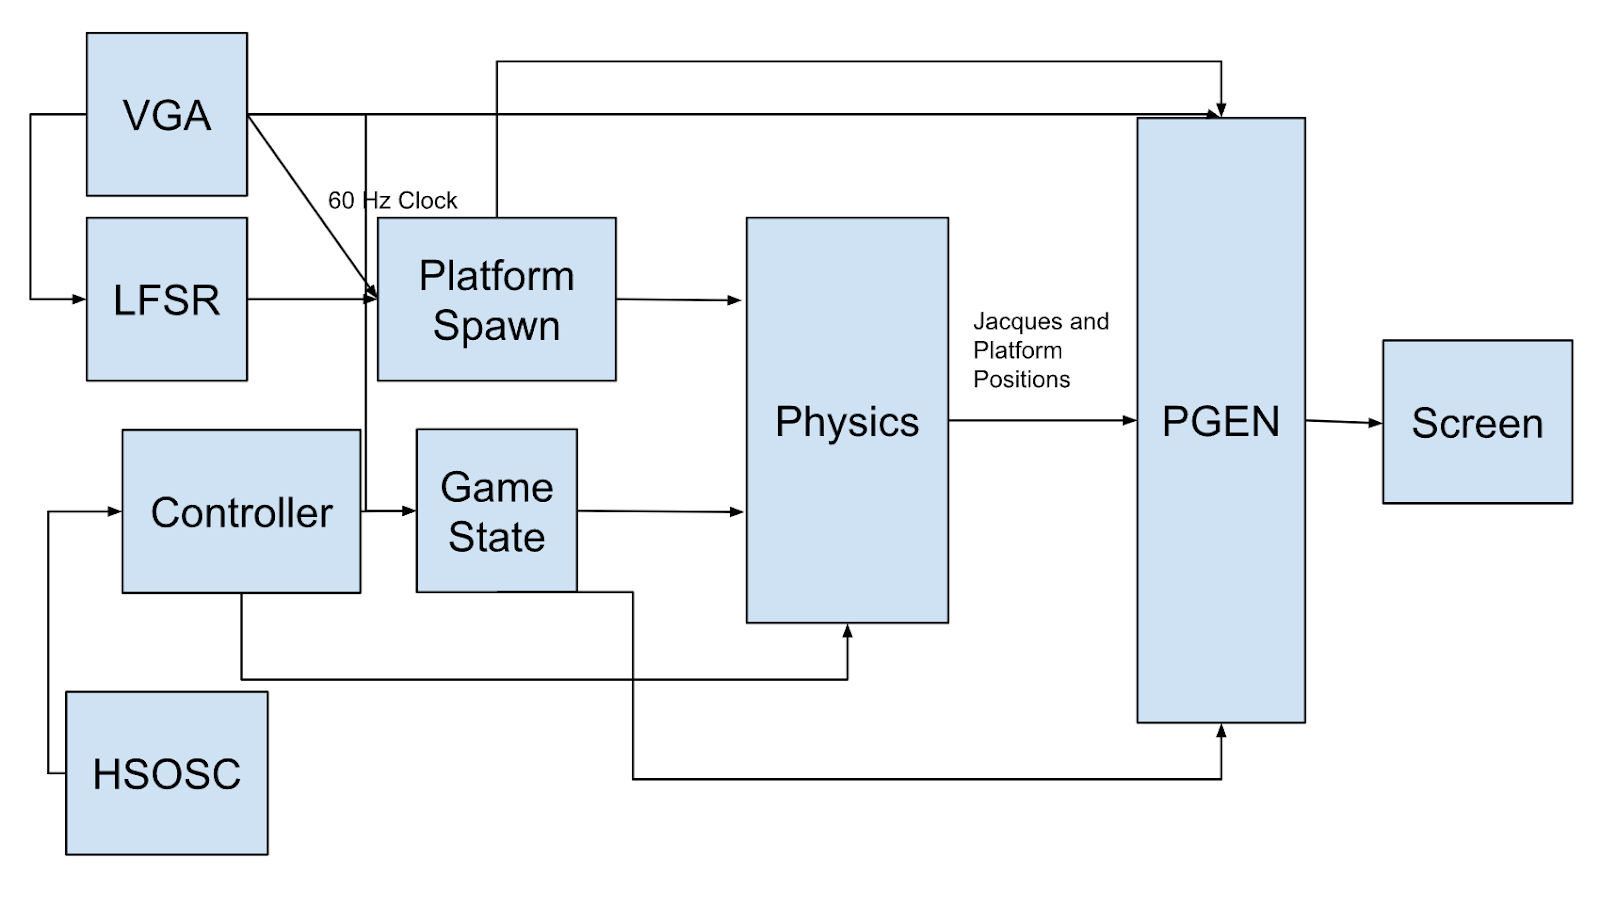 VGA
60 Hz Clock
LFSR
Platform
Spawn
Jacques and
Platform
Positions
Physics
PGEN
Screen
Controller
Game
State
HSOSC